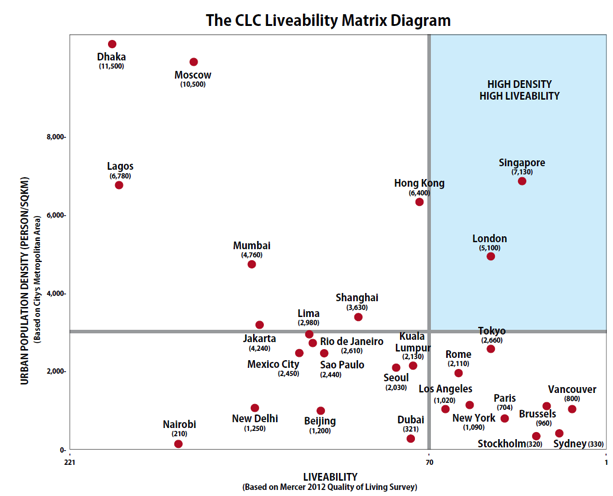 The CLC Liveability Matrix Diagram
Dhaka
(11,500)
Moscow
(10,500)
HIGH DENSITY
HIGH LIVEABILITY
8,000-
Lagos
(6,780)
Hong Kong
(6,400)
Singapore
(7,130)
6,000-
Mumbai
(4,760)
London
(5,100)
4,000-
Shanghai
(3,630)
Lima
(2,980)
Jakarta
(4,240)
Rio de Janeiro
(2,610)
Kuala
Lumpur
(2,130)
Tokyo
(2,660)
Mexico City
(2,450)
Sao Paulo
(2,440)
Rome
(2,110)
2,000-
Seoul
(2,030)
Los Angeles
(1,020)
Paris
(704)
Vancouver
(800)
New Delhi
(1,250)
Beijing
(1,200)
Dubai
(321)
New York
(1,090)
Brussels
(960)
Nairobi
(210)
Stockholm(320)
Sydney(330)
0-
221
70
1
URBAN POPULATION DENSITY (PERSON/SQKM)
(Based on City's Metropolitan Area)
LIVEABILITY
(Based on Mercer 2012 Quality of Living Survey)